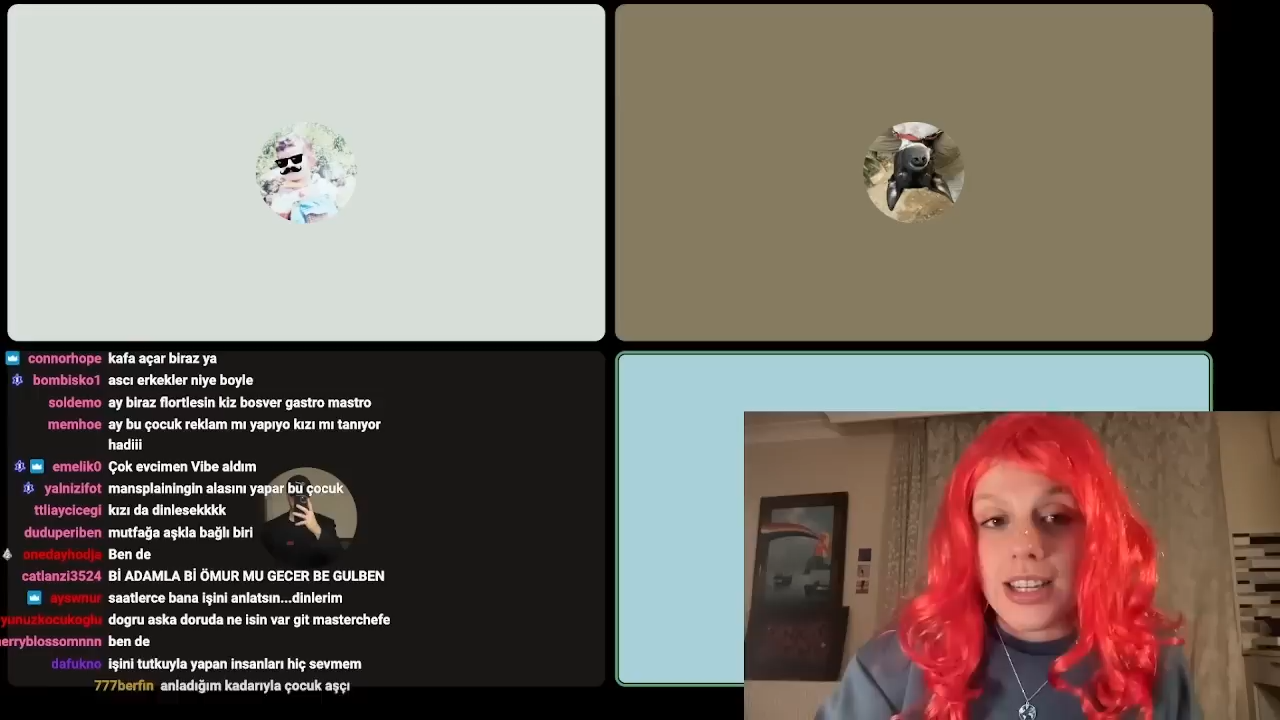 connorhope kafa açar biraz ya
bombisko1 ascı erkekler niye boyle
soldemo ay biraz flortlesin kiz bosver gastro mastro
memhoe ay bu çocuk reklam mı yapıyo kızı mı tanıyor
hadiii
emelik0 Çok evcimen Vibe aldım
yalnizifot mansplainingin alasını yapar bu çocuk
ttliaycicegi kızı da dinlesekkkk
duduperiben mutfağa aşkla bağlı biri
onedayhodja Ben de
catlanzi3524 Bİ ADAMLA Bİ ÖMUR MU GECER BE GULBEN
ayswnur saatlerce bana işini anlatsın...dinlerim
yunuzkocukoglu dogru aska doruda ne isin var git masterchefe
erryblossomnnn ben de
dafukno işini tutkuyla yapan insanları hiç sevmem
777berfin anladığım kadarıyla çocuk aşçı